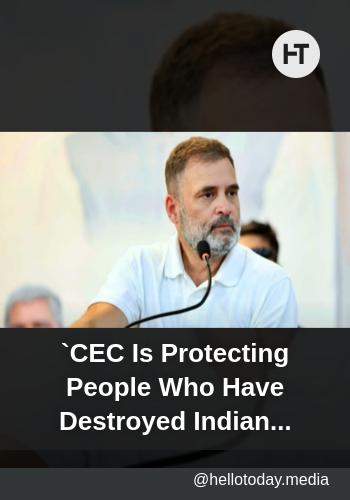 HT
`CEC Is Protecting
People Who Have
Destroyed Indian...
@hellotoday.media